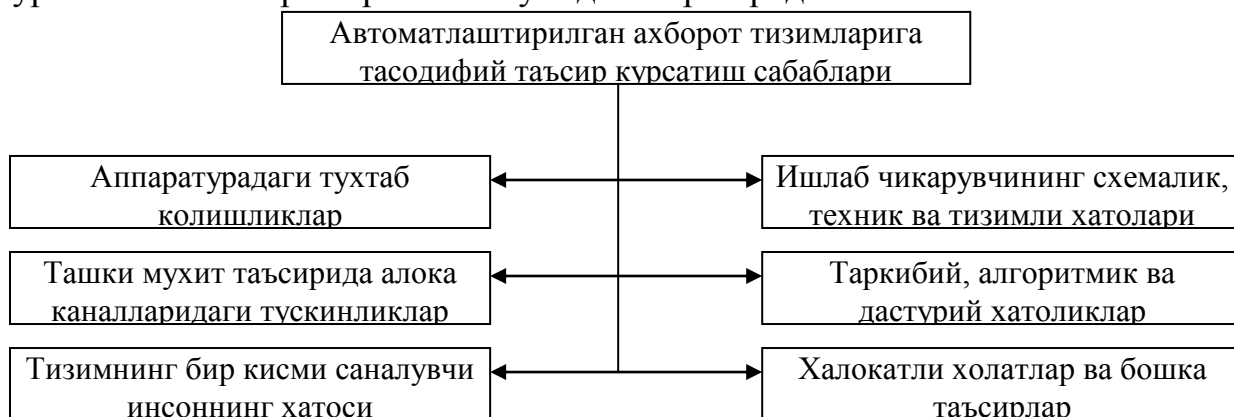 Автоматлаштирилган ахборот тизимларига
тасодифий таъсир курсатиш сабаблари
Аппаратурадаги тухтаб
колишликлар
Ишлаб чикарувчининг схемалик,
техник ва тизимли хатолари
Ташки мухит таъсирида алока
каналларидаги тускинликлар
Таркибий, алгоритмик ва
дастурий хатоликлар
Тизимнинг бир кисми саналувчи
инсоннинг хатоси
Халокатли холатлар ва бошка
таъсирлар